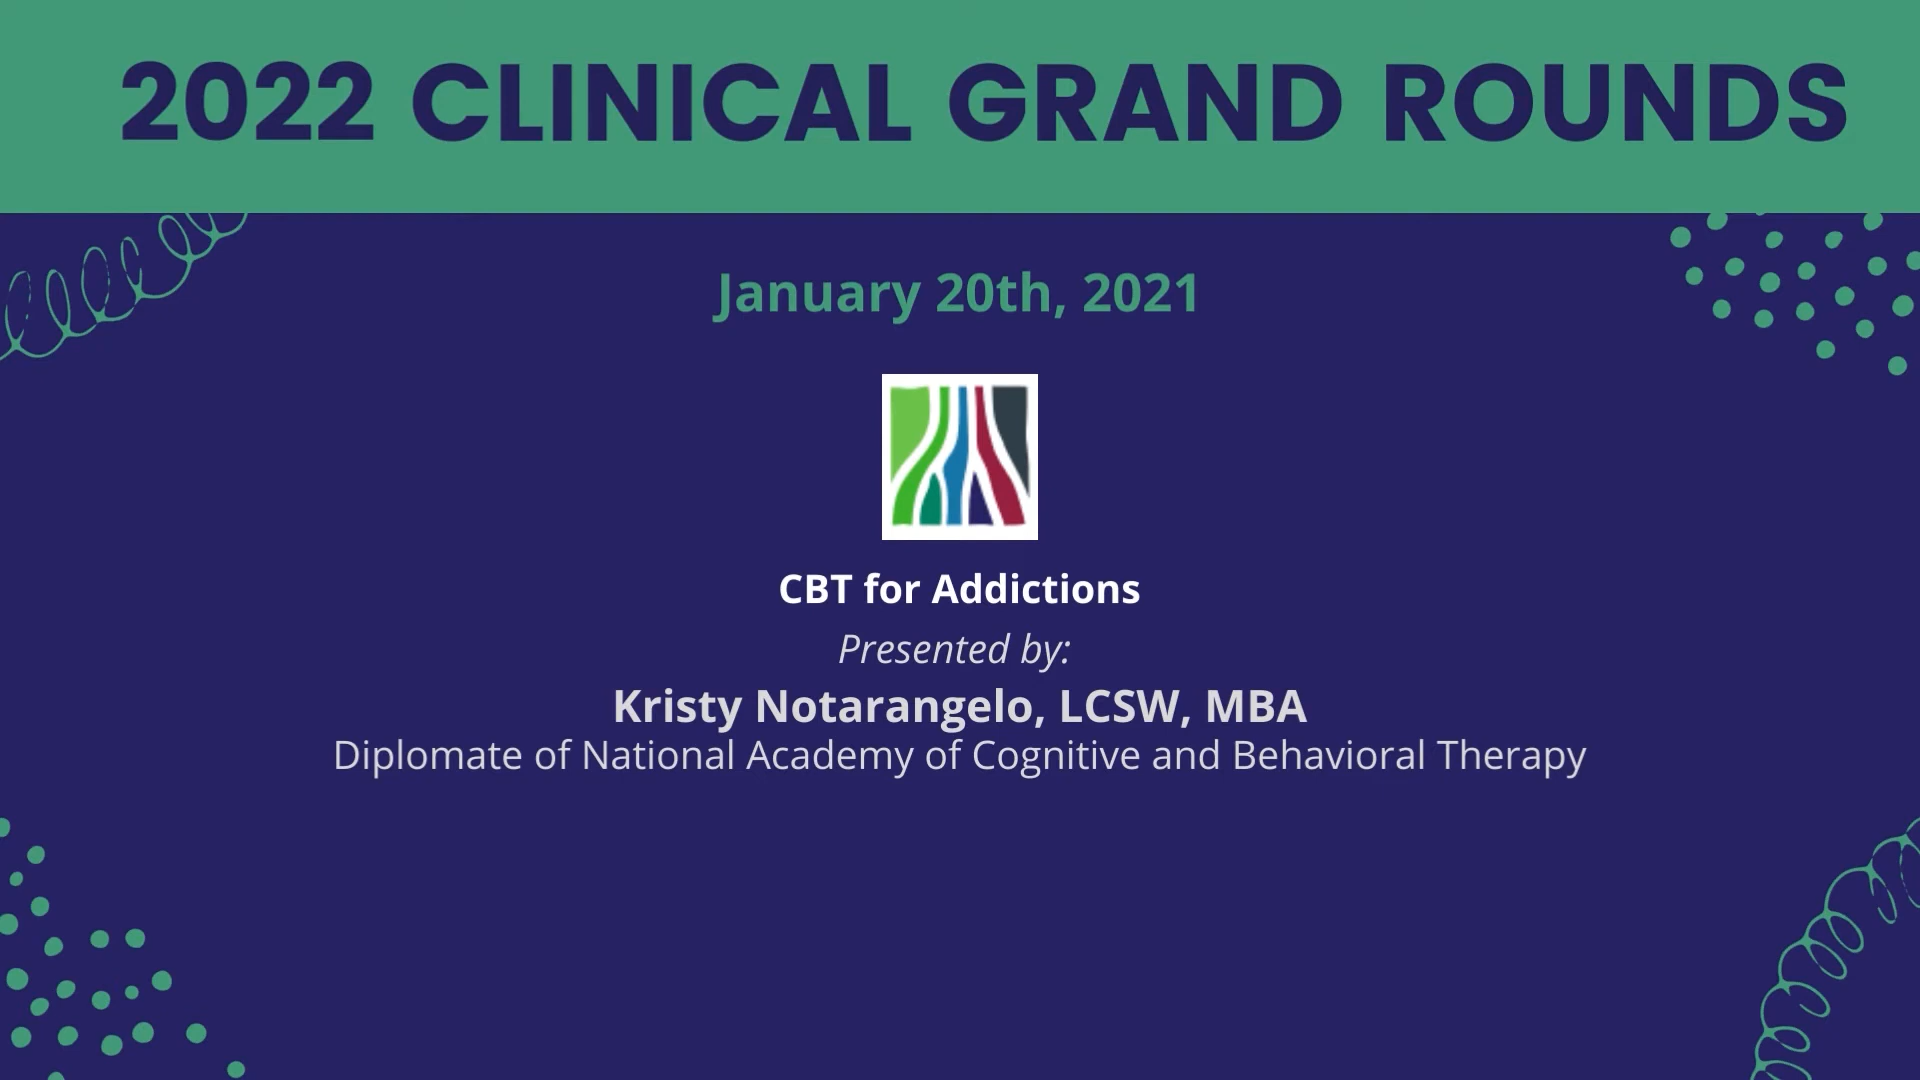 2022 CLINICAL GRAND ROUNDS
January 20th, 2021
CBT for Addictions
Presented by:
Kristy Notarangelo, LCSW, MBA
Diplomate of National Academy of Cognitive and Behavioral Therapy